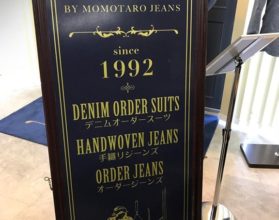 BY MOMOTARO JEANS
since
1992
DENIM ORDER SUITS
デニムオーダースーツ
HANDWOVEN JEANS
手織りジーンズ
ORDER JEANS
オーダージーンズ